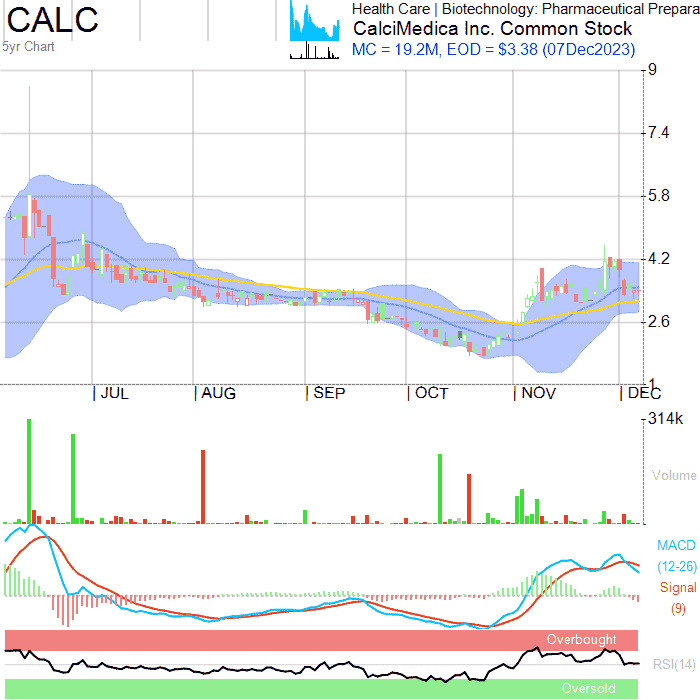 CALC
Health Care | Biotechnology: Pharmaceutical Prepara
CalciMedica Inc. Common Stock
5yr Chart
MC = 19.2M, EOD = $3.38 (07Dec2023)
9
7.4
5.8
4.2
2.6
1
JUL AUG SEP OCT NOV DEC
314k
Volume
MACD
(12-26)
Signal
(9)
Overbought
RSI(14)
Oversold